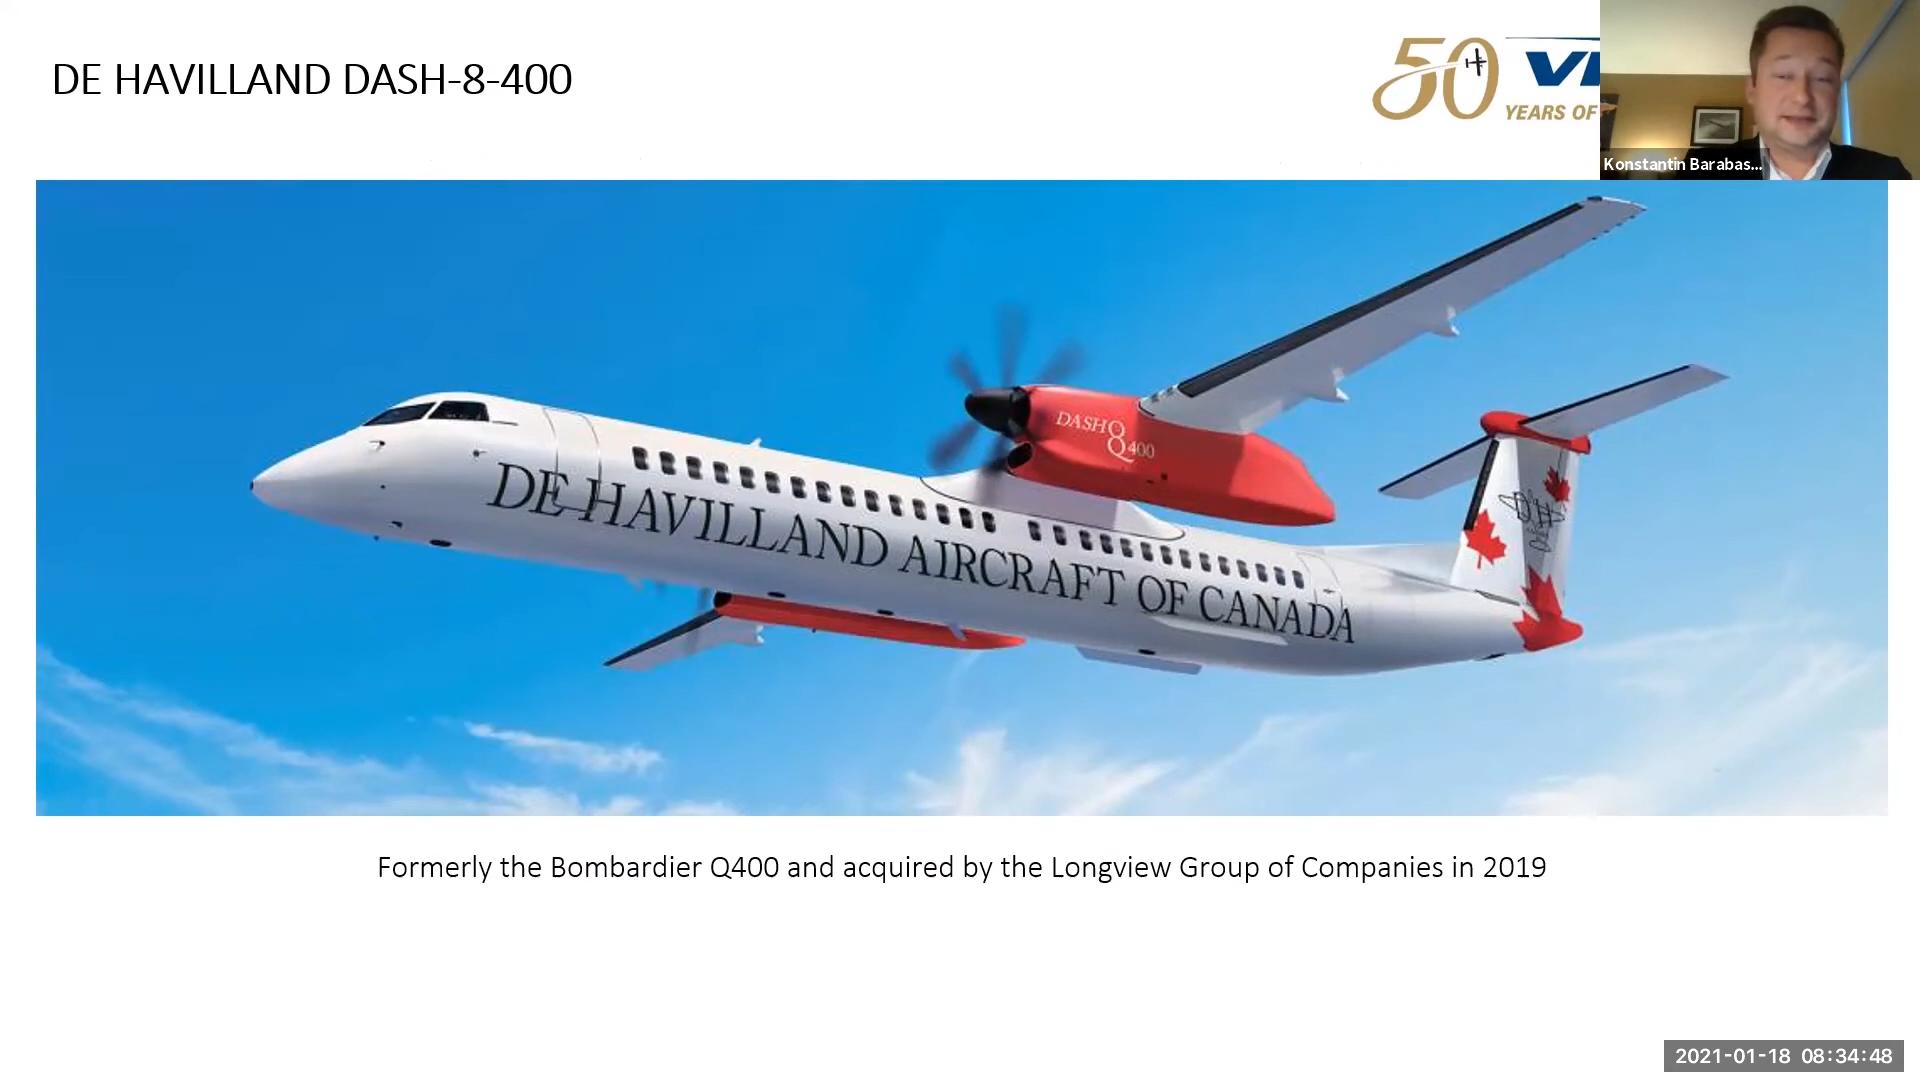 DE HAVILLAND DASH-8-400
50
YEARS OF
Konstantin Barabas...
DASH 8 400
DE HAVILLAND AIRCRAFT OF CANADA
Formerly the Bombardier Q400 and acquired by the Longview Group of Companies in 2019
2021-01-18 08:34:48